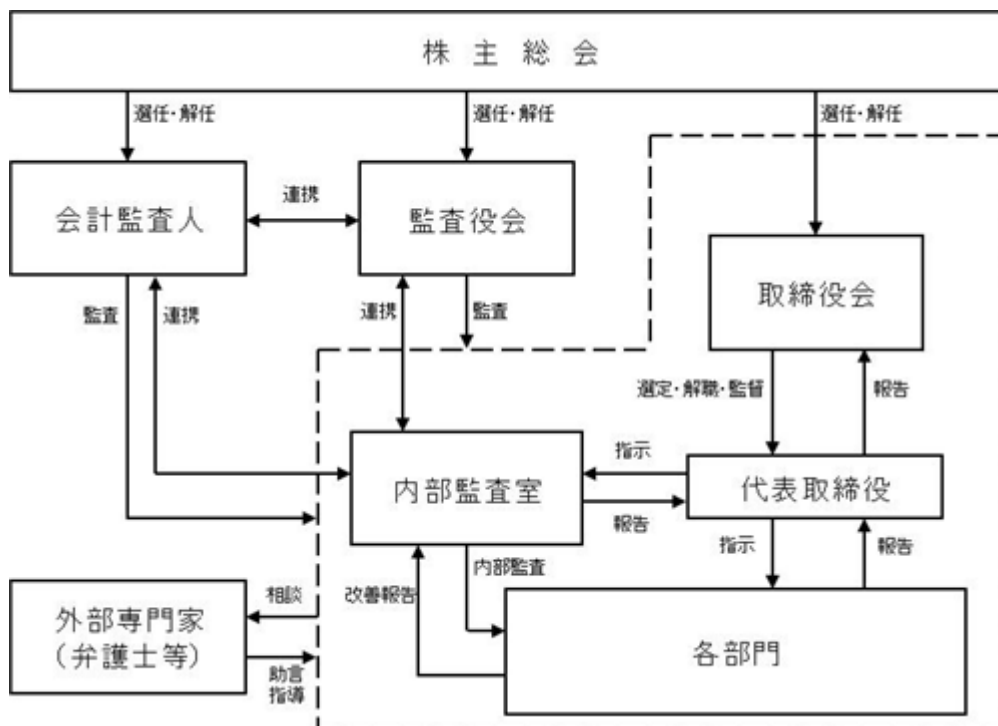 株主総会
選任・解任
選任・解任
選任・解任
会計監査人
連携
監査役会
取締役会
監査
連携
連携
監査
選定・解職・監督
報告
内部監査室
指示
報告
代表取締役
指示
報告
外部専門家
(弁護士等)
相談
助言
指導
改善報告
内部監査
各部門